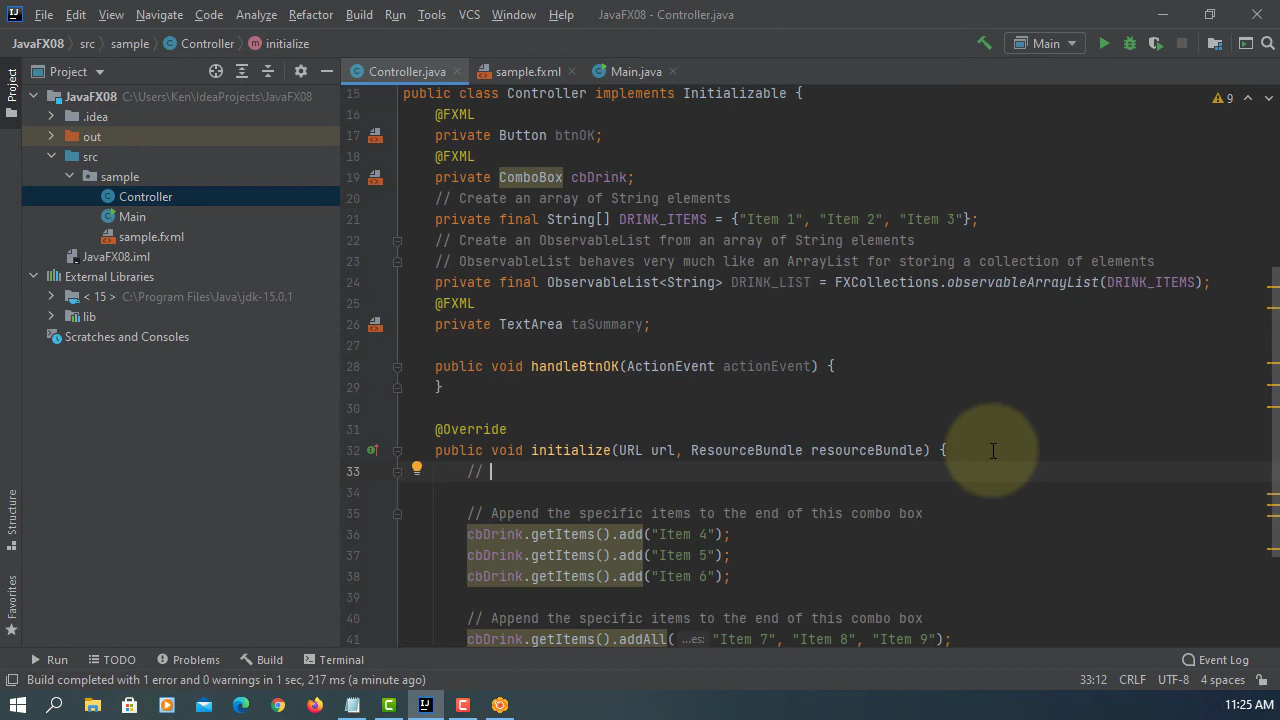 File Edit View Navigate Code Analyze Refactor Build Run Tools VCS Window Help JavaFX08 - Controller.java
JavaFX08 src sample Controller initialize Main
Project Controller.java sample.fxml Main.java
Project
JavaFX08 C:\Users\Ken\IdeaProjects\JavaFX08
.idea
out
src
sample
Controller
Main
sample.fxml
JavaFX08.iml
External Libraries
< 15 > C:\Program Files\Java\jdk-15.0.1
lib
Scratches and Consoles
Structure
Favorites
9
15 public class Controller implements Initializable {
16 @FXML
17 private Button btnOK;
18 @FXML
19 private ComboBox cbDrink;
20 // Create an array of String elements
21 private final String[] DRINK_ITEMS = {"Item 1", "Item 2", "Item 3"};
22 // Create an ObservableList from an array of String elements
23 // ObservableList behaves very much like an ArrayList for storing a collection of elements
24 private final ObservableList<String> DRINK_LIST = FXCollections.observableArrayList(DRINK_ITEMS);
25 @FXML
26 private TextArea taSummary;
27
28 public void handleBtnOK(ActionEvent actionEvent) {
29 }
30
31 @Override
32 public void initialize(URL url, ResourceBundle resourceBundle) {
33 //
34
35 // Append the specific items to the end of this combo box
36 cbDrink.getItems().add("Item 4");
37 cbDrink.getItems().add("Item 5");
38 cbDrink.getItems().add("Item 6");
39
40 // Append the specific items to the end of this combo box
41 cbDrink.getItems().addAll( ...es: "Item 7", "Item 8", "Item 9");
Run TODO Problems Build Terminal Event Log
Build completed with 1 error and 0 warnings in 1 sec, 217 ms (a minute ago) 33:12 CRLF UTF-8 4 spaces
11:25 AM